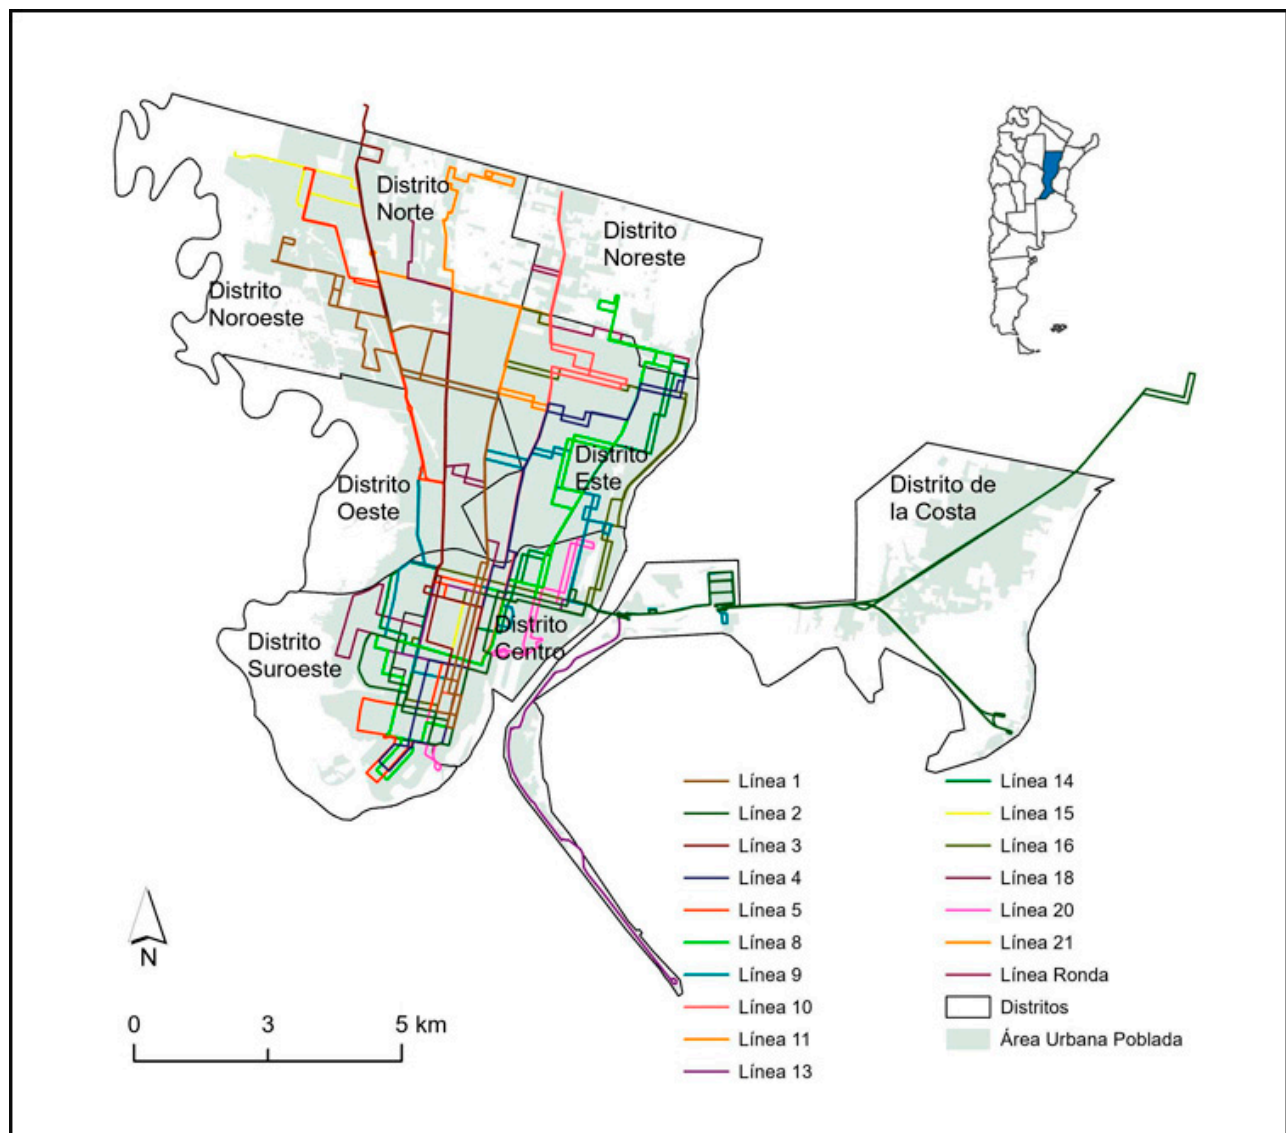 Distrito
Norte
Distrito
Noreste
Distrito
Noroeste
Distrito
Este
Distrito
Oeste
Distrito de
la Costa
Distrito
Centro
Distrito
Suroeste
Línea 1
Línea 2
Línea 3
Línea 4
Línea 5
Línea 8
Línea 9
Línea 10
Línea 11
Línea 13
Línea 14
Línea 15
Línea 16
Línea 18
Línea 20
Línea 21
Línea Ronda
Distritos
Área Urbana Poblada
N
0 3 5 km